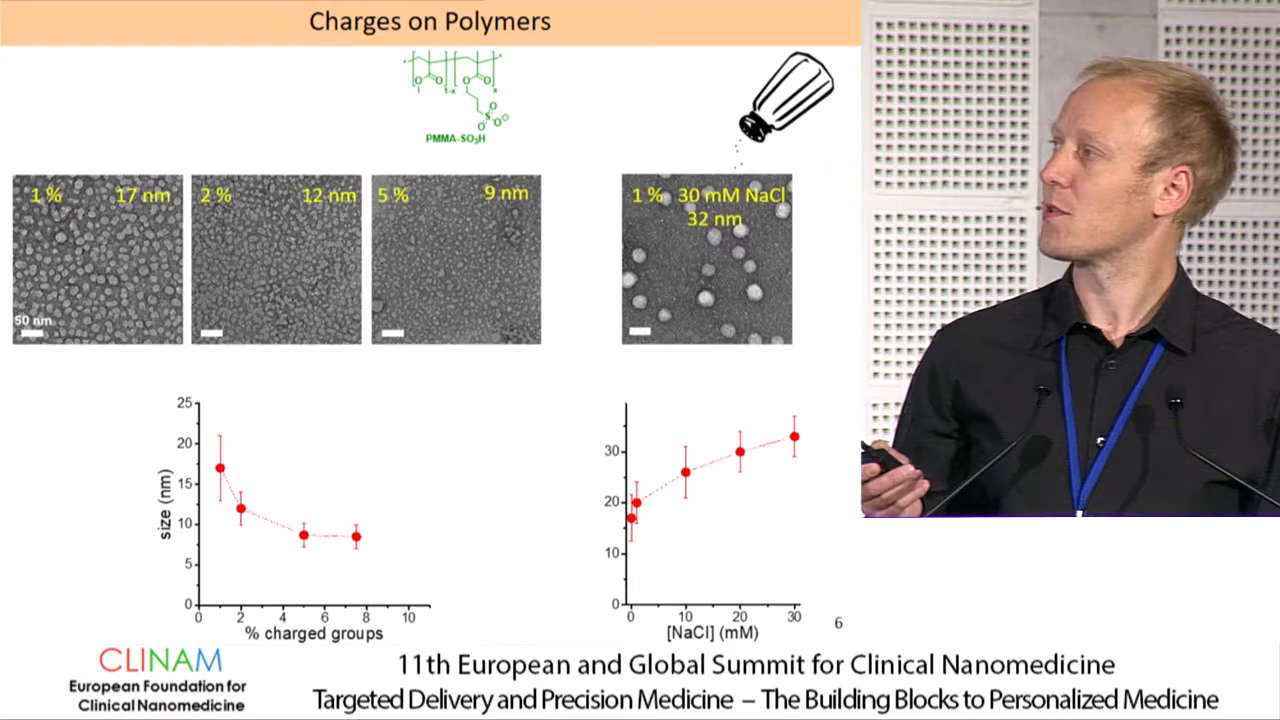 Charges on Polymers
O
O
1-x
O
O
x
S
O
O
O⊖
PMMA-SO₃H
1 %
17 nm
50 nm
2 %
12 nm
5 %
9 nm
1 % 30 mM NaCl
32 nm
size (nm)
25
20
15
10
5
0
0 2 4 6 8 10
% charged groups
30
20
10
0
0 10 20 30
[NaCl] (mM)
6
CLINAM
European Foundation for
Clinical Nanomedicine
11th European and Global Summit for Clinical Nanomedicine
Targeted Delivery and Precision Medicine – The Building Blocks to Personalized Medicine